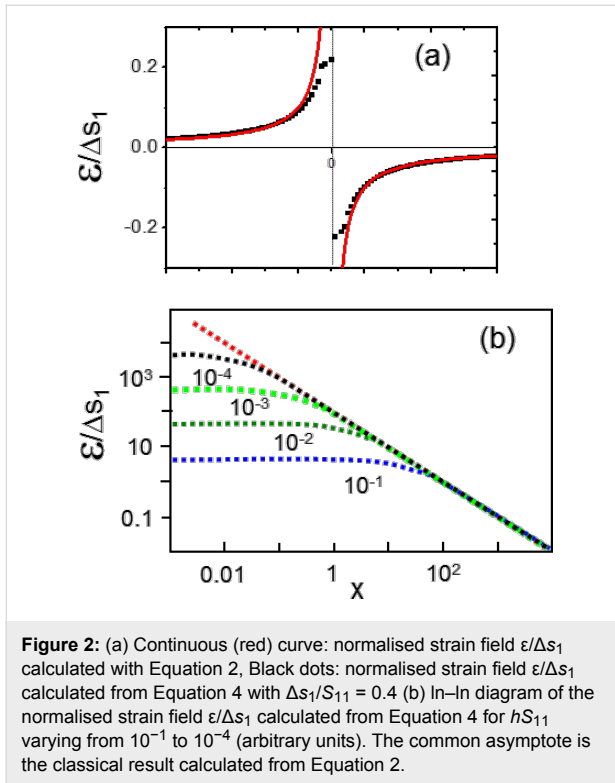 (a)
0.2
0.0
-0.2
ε/Δs₁
0
(b)
10³
10
0.1
ε/Δs₁
10⁻⁴
10⁻³
10⁻²
10⁻¹
0.01
1
10²
x
Figure 2: (a) Continuous (red) curve: normalised strain field ε/Δs₁
calculated with Equation 2, Black dots: normalised strain field ε/Δs₁
calculated from Equation 4 with Δs₁/S₁₁ = 0.4 (b) ln–ln diagram of the
normalised strain field ε/Δs₁ calculated from Equation 4 for hS₁₁
varying from 10⁻¹ to 10⁻⁴ (arbitrary units). The common asymptote is
the classical result calculated from Equation 2.